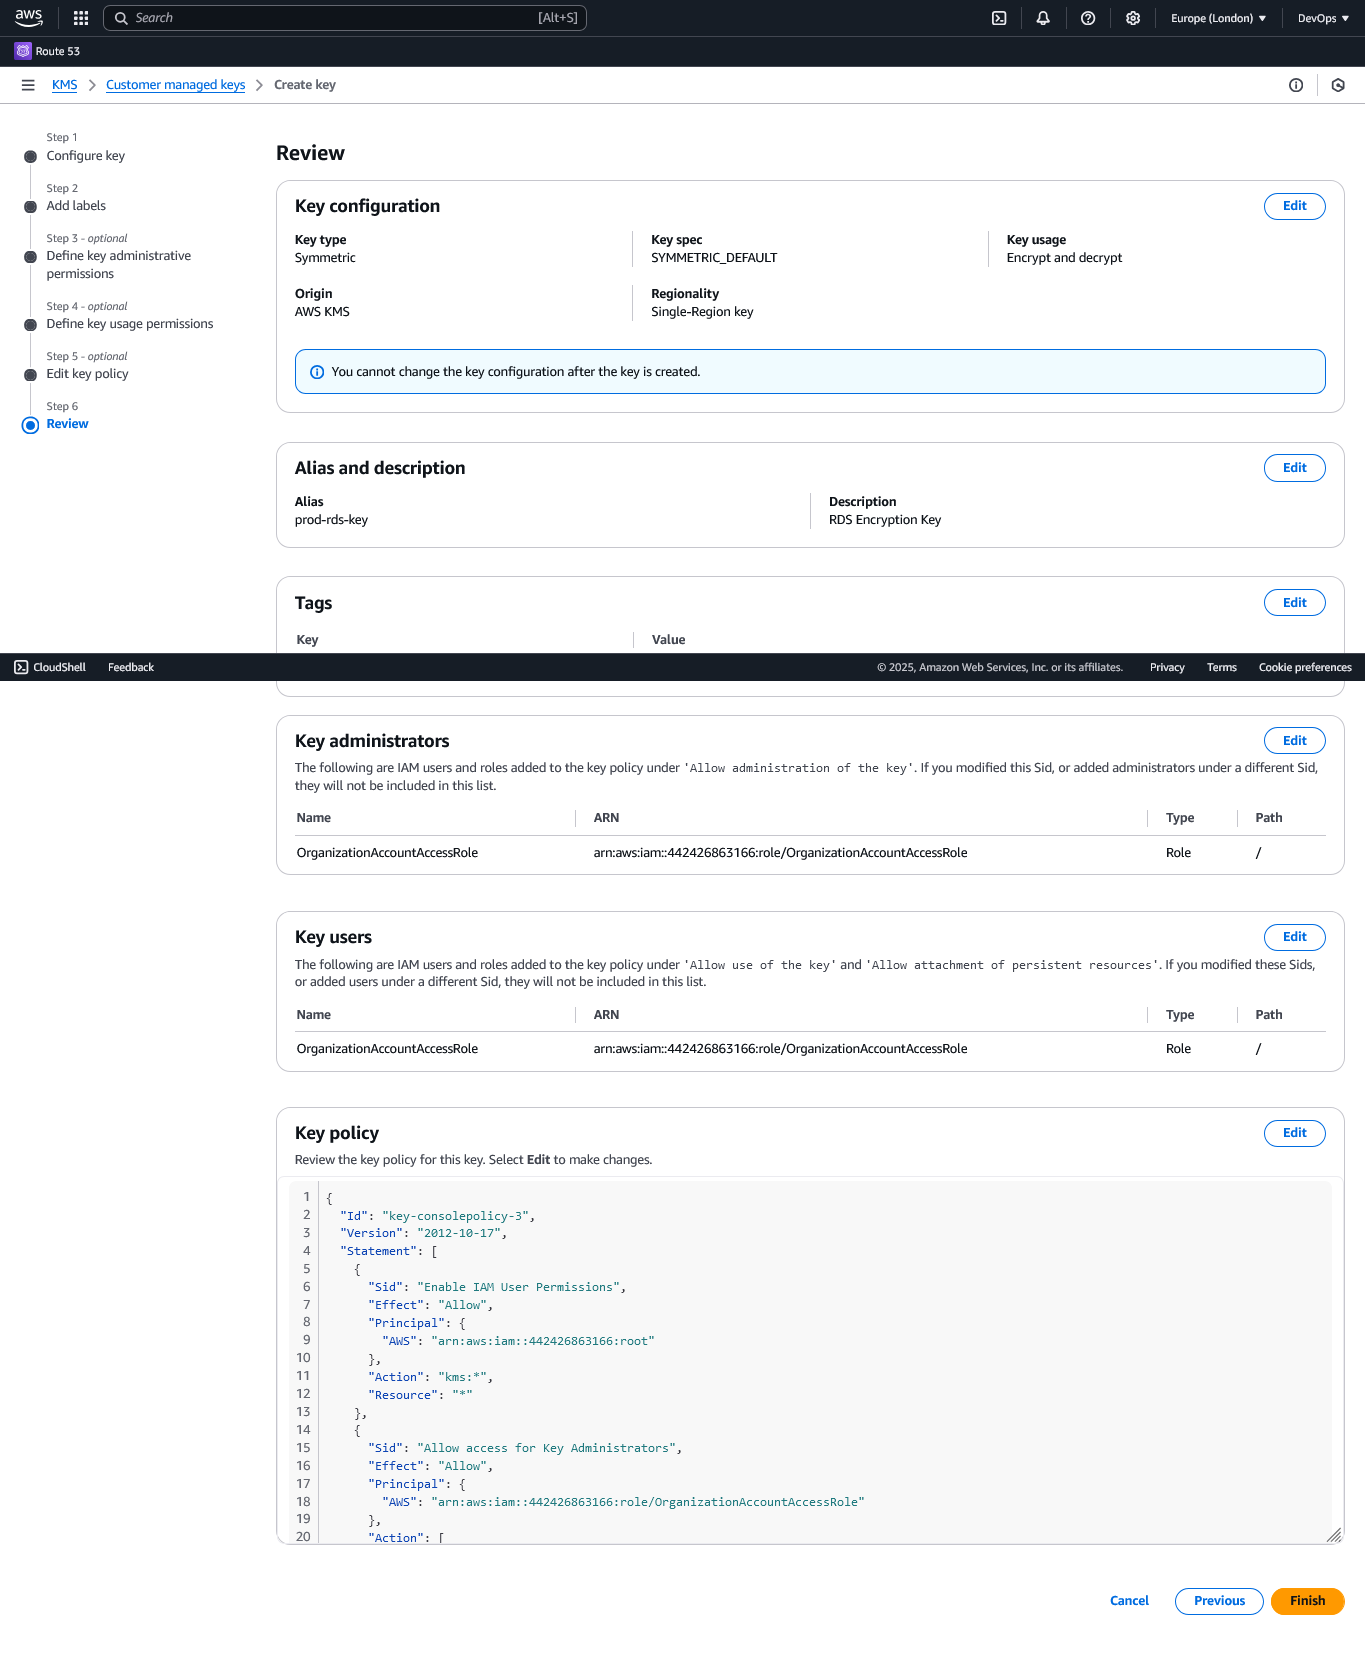 aws
Search
[Alt+S]
Europe (London)
DevOps
Route 53
KMS
Customer managed keys
Create key
Step 1
Configure key
Step 2
Add labels
Step 3 - optional
Define key administrative
permissions
Step 4 - optional
Define key usage permissions
Step 5 - optional
Edit key policy
Step 6
Review
Review
Key configuration
Edit
Key type
Symmetric
Key spec
SYMMETRIC_DEFAULT
Key usage
Encrypt and decrypt
Origin
AWS KMS
Regionality
Single-Region key
You cannot change the key configuration after the key is created.
Alias and description
Edit
Alias
prod-rds-key
Description
RDS Encryption Key
Tags
Edit
Key
Value
CloudShell
Feedback
© 2025, Amazon Web Services, Inc. or its affiliates.
Privacy
Terms
Cookie preferences
Key administrators
Edit
The following are IAM users and roles added to the key policy under 'Allow administration of the key'. If you modified this Sid, or added administrators under a different Sid,
they will not be included in this list.
Name ARN Type Path
OrganizationAccountAccessRole arn:aws:iam::442426863166:role/OrganizationAccountAccessRole Role /
Key users
Edit
The following are IAM users and roles added to the key policy under 'Allow use of the key' and 'Allow attachment of persistent resources'. If you modified these Sids,
or added users under a different Sid, they will not be included in this list.
Name ARN Type Path
OrganizationAccountAccessRole arn:aws:iam::442426863166:role/OrganizationAccountAccessRole Role /
Key policy
Edit
Review the key policy for this key. Select Edit to make changes.
1 {
2 "Id": "key-consolepolicy-3",
3 "Version": "2012-10-17",
4 "Statement": [
5 {
6 "Sid": "Enable IAM User Permissions",
7 "Effect": "Allow",
8 "Principal": {
9 "AWS": "arn:aws:iam::442426863166:root"
10 },
11 "Action": "kms:*",
12 "Resource": "*"
13 },
14 {
15 "Sid": "Allow access for Key Administrators",
16 "Effect": "Allow",
17 "Principal": {
18 "AWS": "arn:aws:iam::442426863166:role/OrganizationAccountAccessRole"
19 },
20 "Action": [
Cancel
Previous
Finish